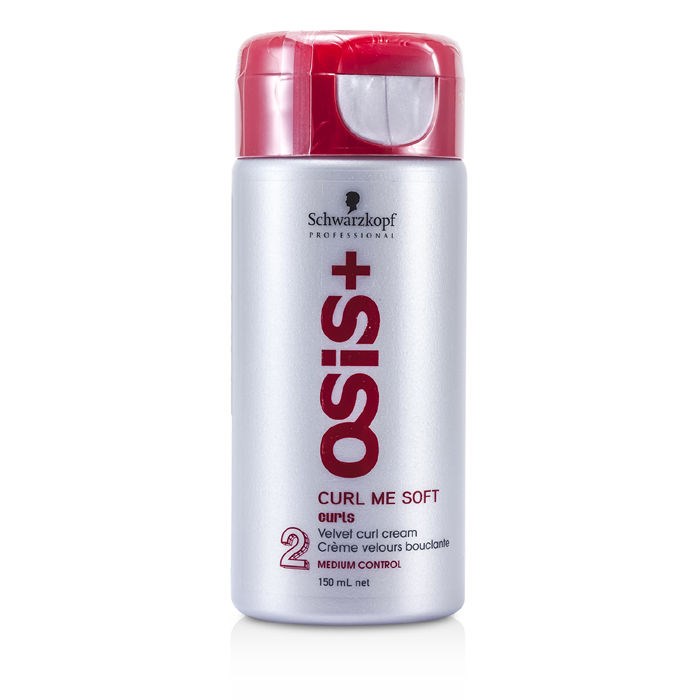 Schwarzkopf
PROFESSIONAL
OSiS+
CURL ME SOFT
curls
2
Velvet curl cream
Crème velours bouclante
MEDIUM CONTROL
150 mL net